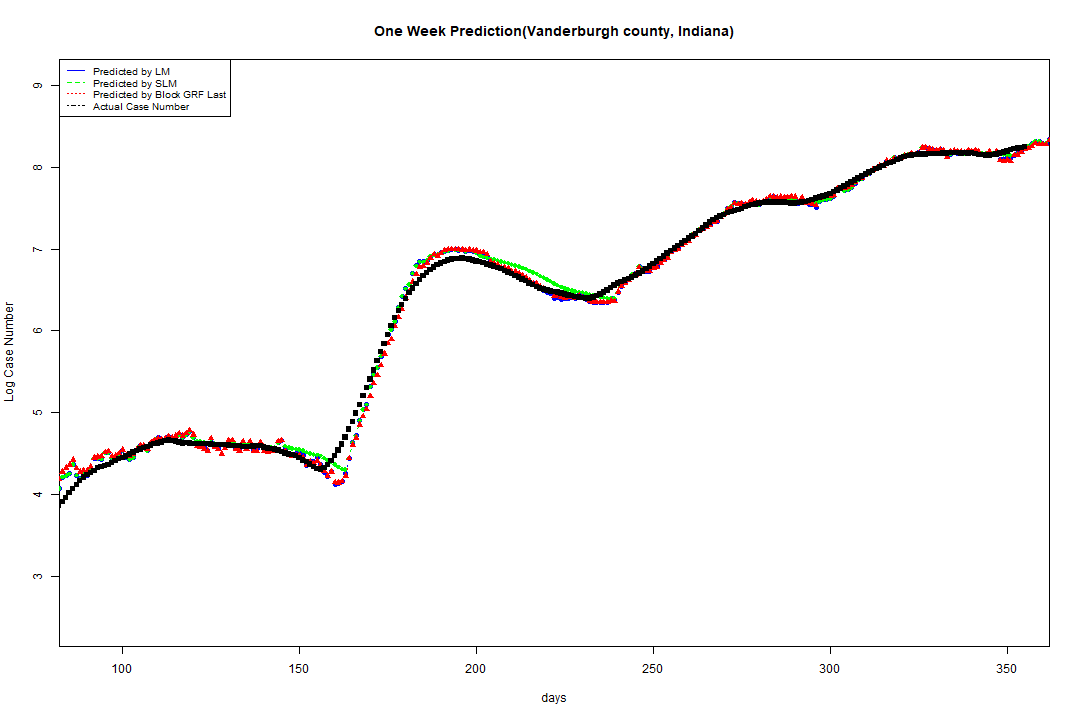 One Week Prediction(Vanderburgh county, Indiana)
Predicted by LM
Predicted by SLM
Predicted by Block GRF Last
Actual Case Number
9
8
7
6
5
4
3
Log Case Number
100 150 200 250 300 350
days